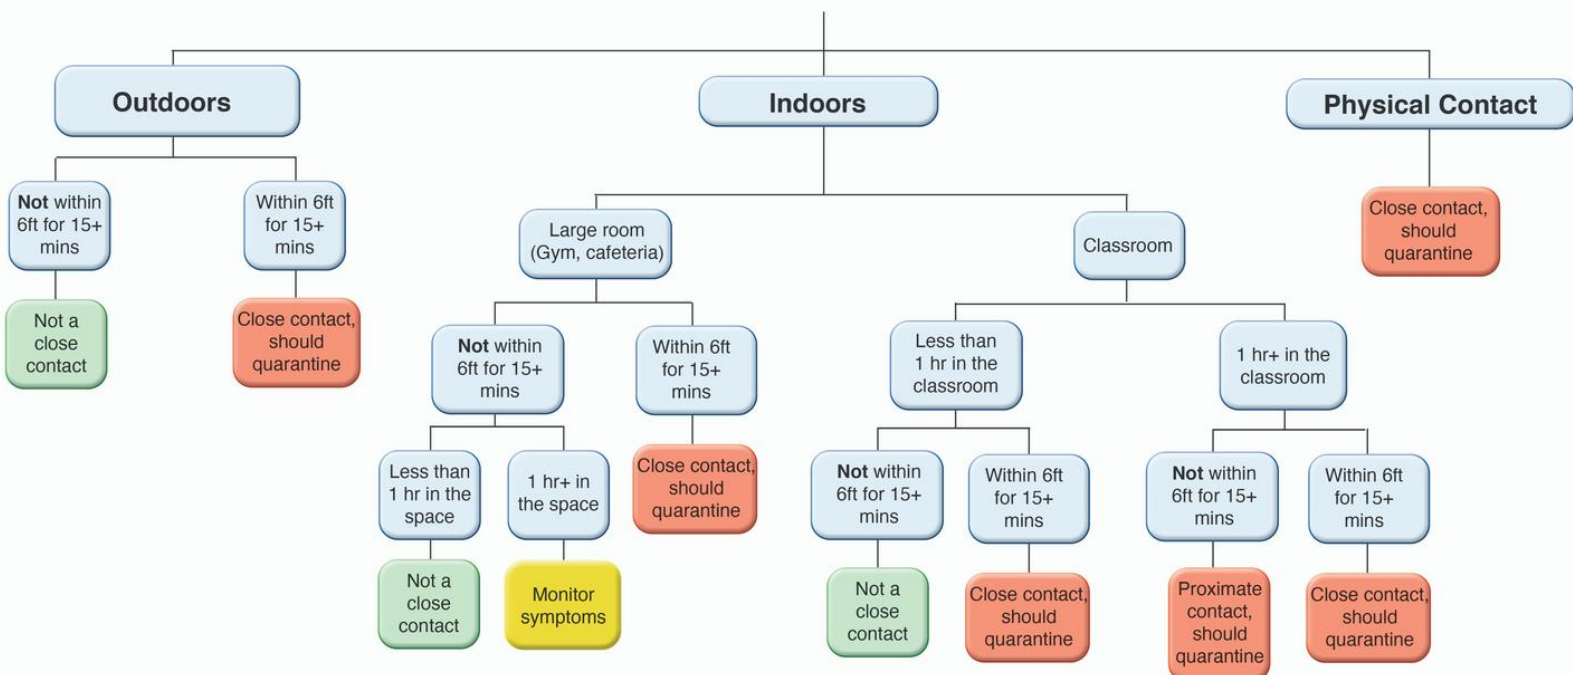 Outdoors
Indoors
Physical Contact
Not within
6ft for 15+
mins
Within 6ft
for 15+
mins
Not a
close
contact
Close contact,
should
quarantine
Large room
(Gym, cafeteria)
Classroom
Close contact,
should
quarantine
Not within
6ft for 15+
mins
Within 6ft
for 15+
mins
Less than
1 hr in the
classroom
1 hr+ in the
classroom
Less than
1 hr in the
space
1 hr+ in
the space
Close contact,
should
quarantine
Not within
6ft for 15+
mins
Within 6ft
for 15+
mins
Not within
6ft for 15+
mins
Within 6ft
for 15+
mins
Not a
close
contact
Monitor
symptoms
Not a
close
contact
Close contact,
should
quarantine
Proximate
contact,
should
quarantine
Close contact,
should
quarantine